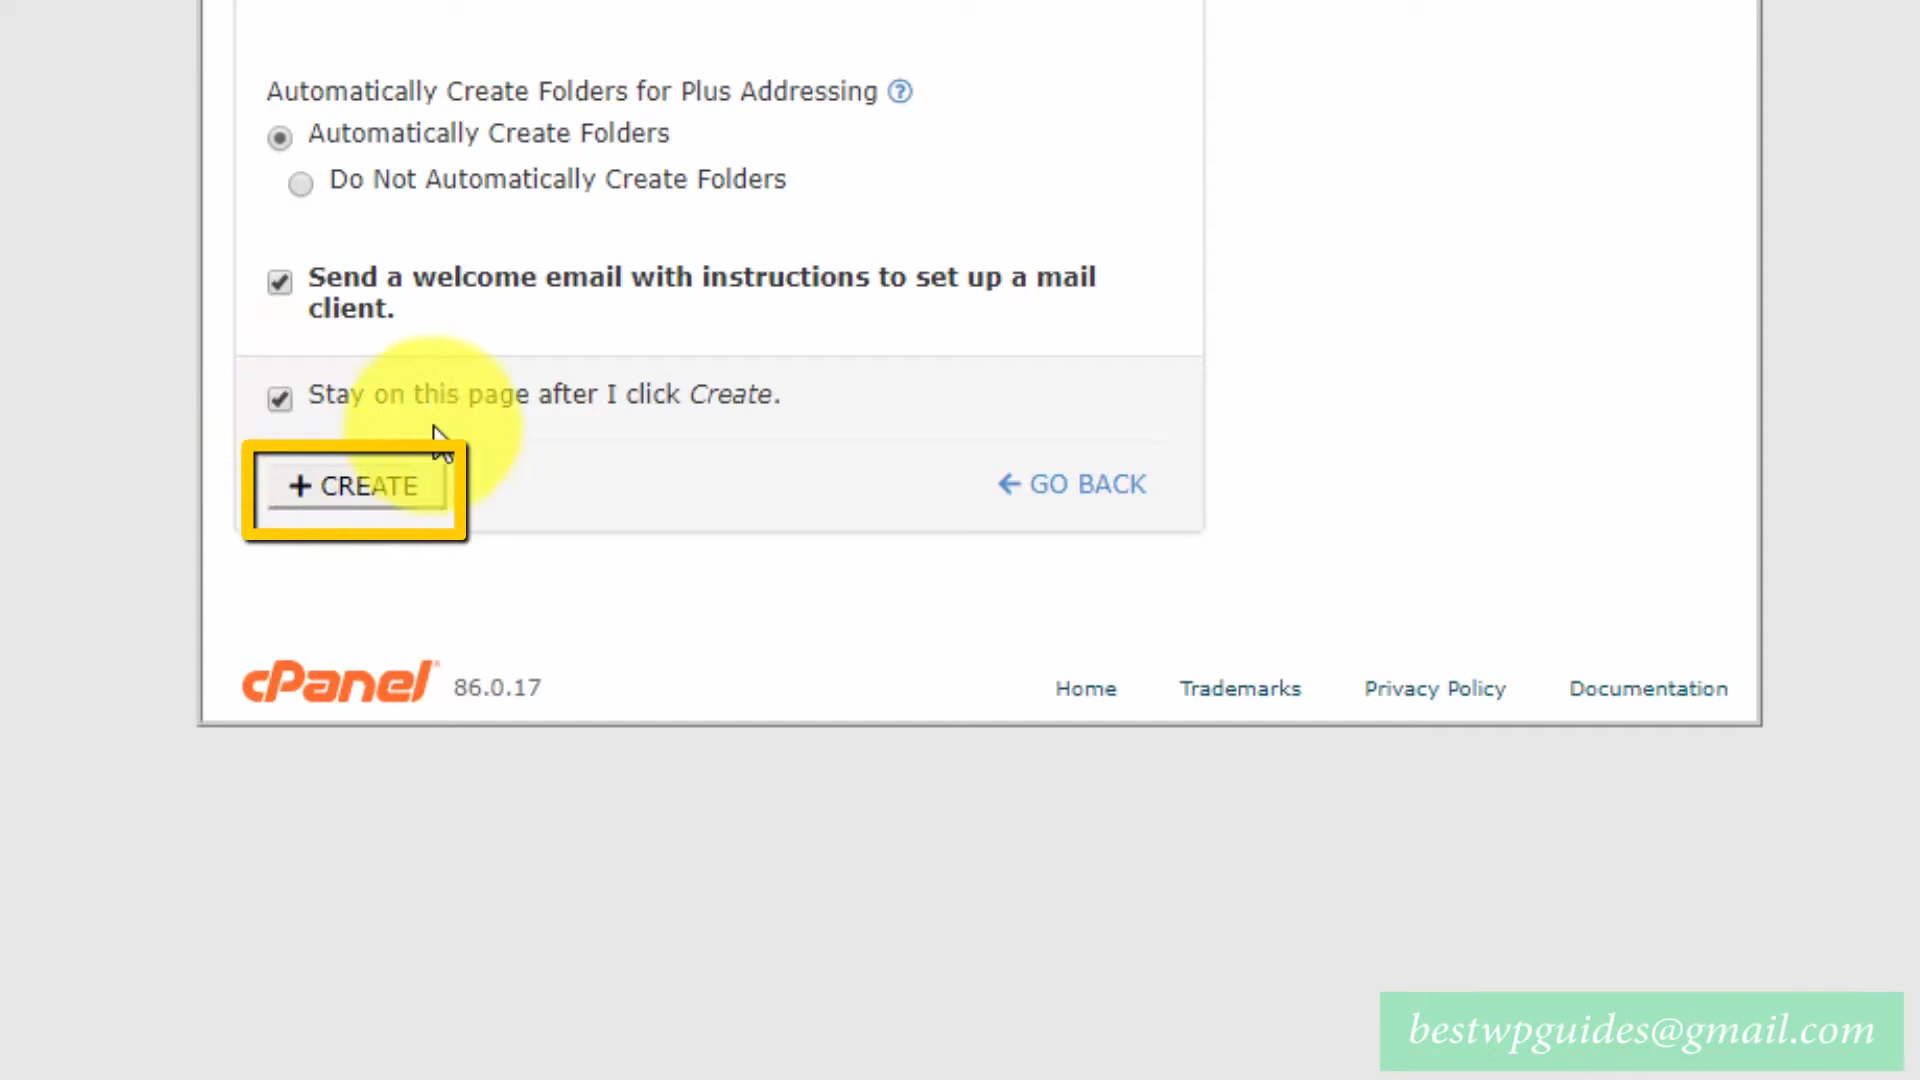 Automatically Create Folders for Plus Addressing ?
Automatically Create Folders
Do Not Automatically Create Folders
Send a welcome email with instructions to set up a mail
client.
Stay on this page after I click Create.
+ CREATE
← GO BACK
cPanel® 86.0.17
Home Trademarks Privacy Policy Documentation
bestwpguides@gmail.com